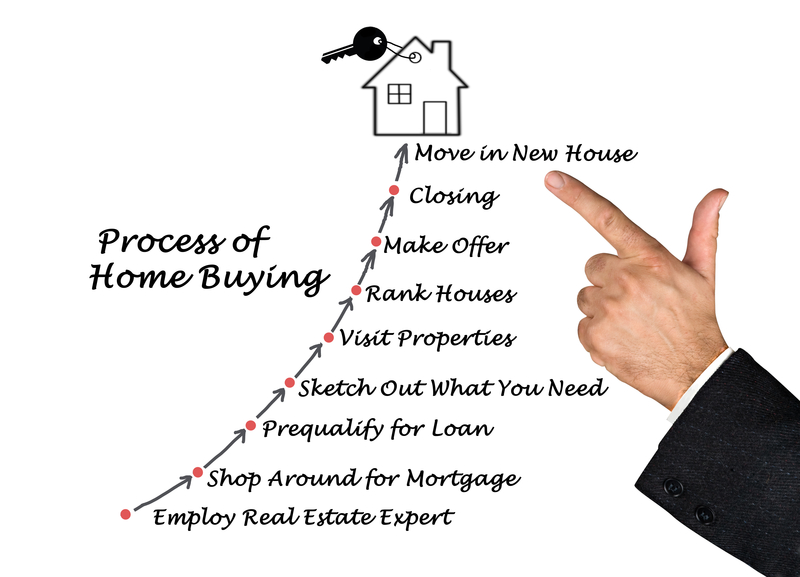 Process of
Home Buying
Move in New House
Closing
Make Offer
Rank Houses
Visit Properties
Sketch Out What You Need
Prequalify for Loan
Shop Around for Mortgage
Employ Real Estate Expert